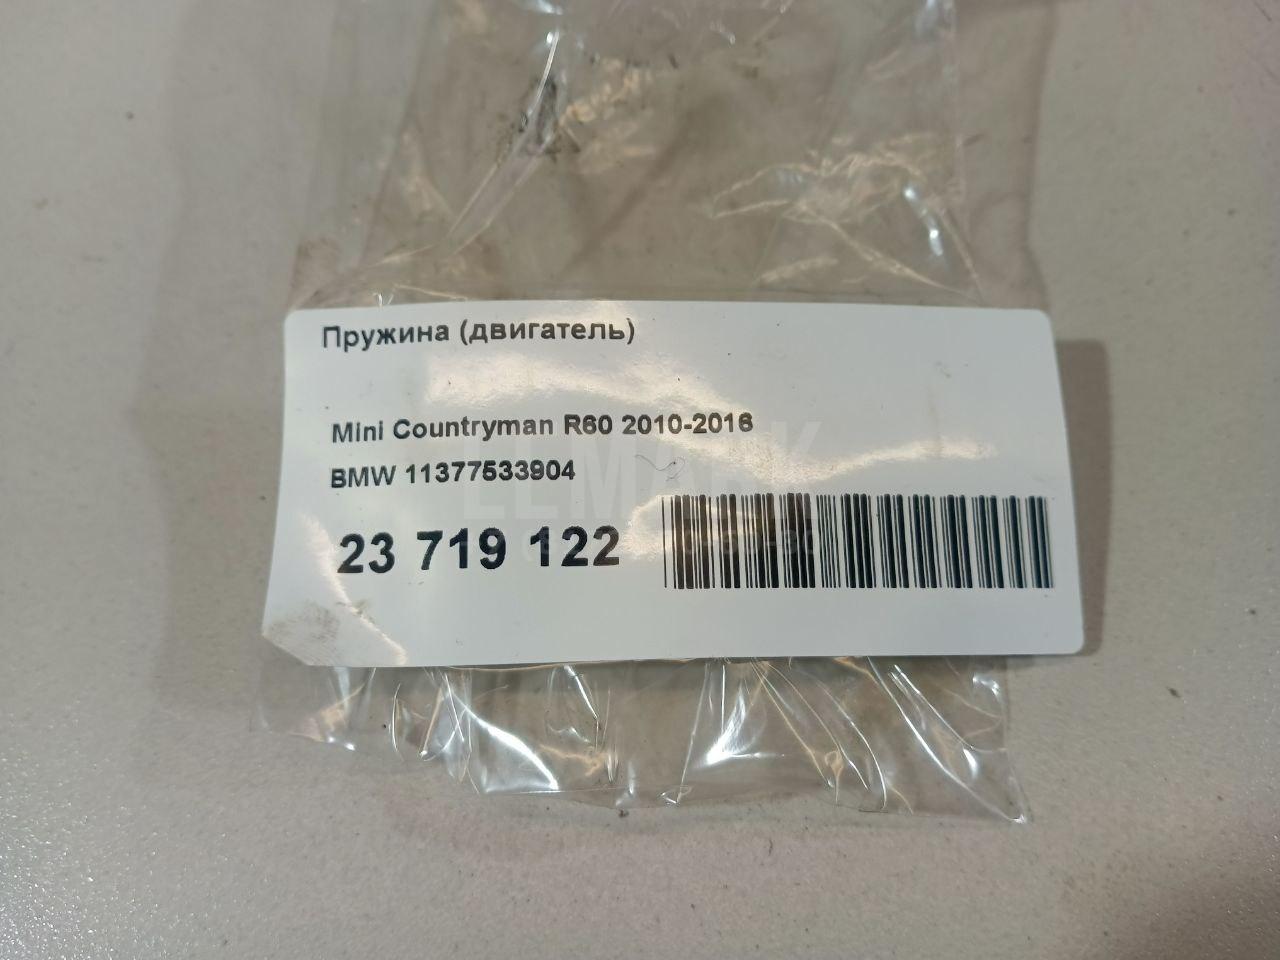 Пружина (двигатель)
Mini Countryman R60 2010-2016
BMW 11377533904
23 719 122